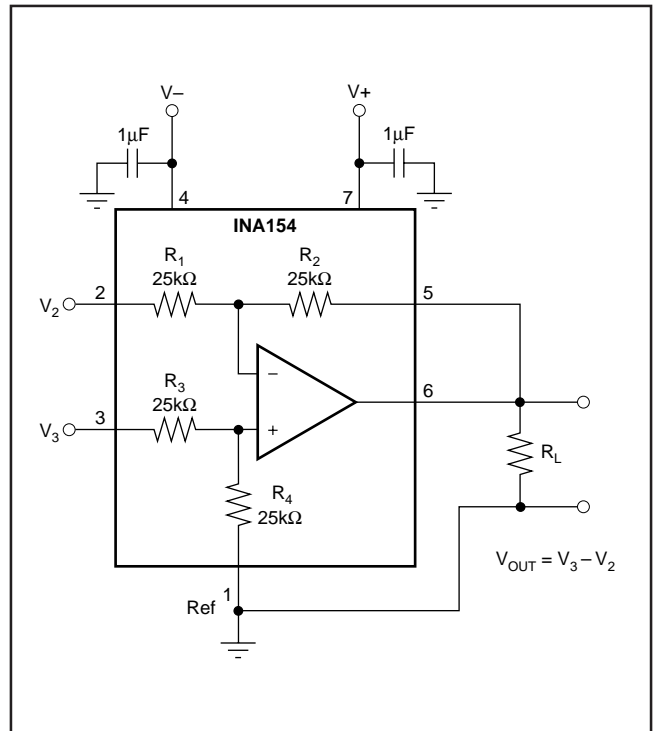 V–
V+
1µF
1µF
4
7
INA154
R1
R2
25kΩ
25kΩ
2
5
V2
–
R3
25kΩ
3
6
V3
+
RL
R4
25kΩ
VOUT = V3 – V2
1
Ref